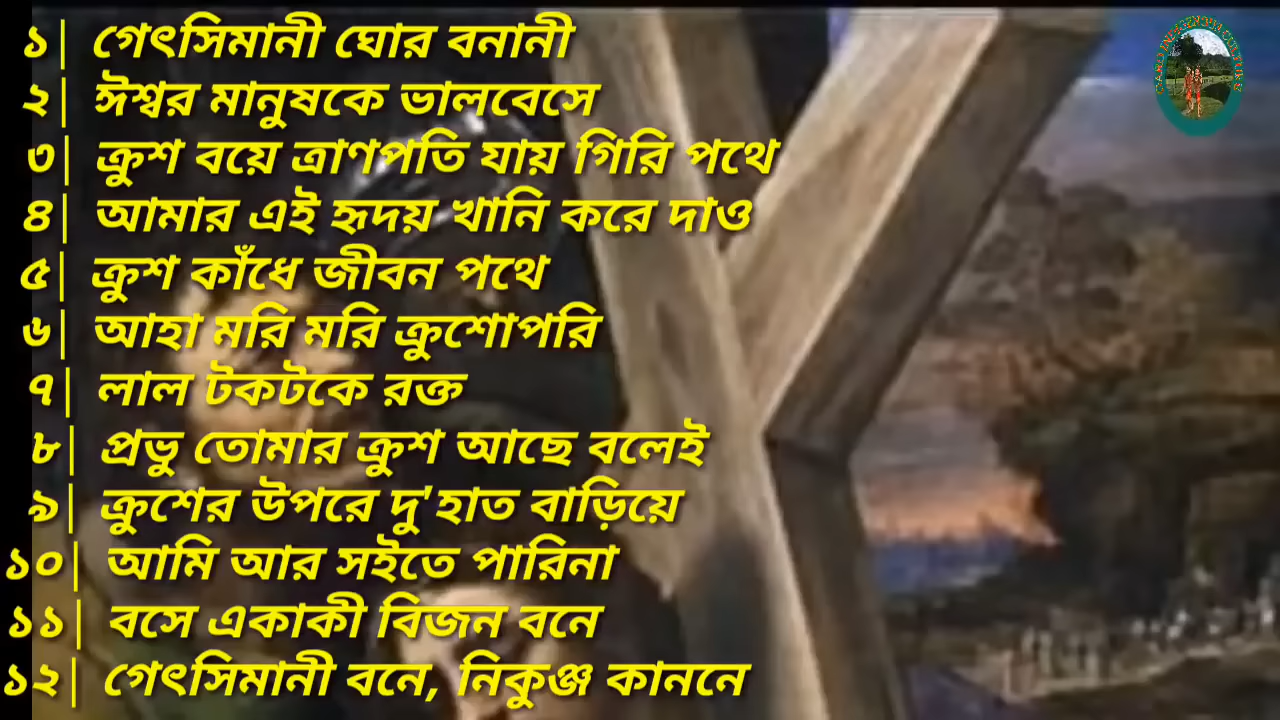 ১| গেৎসিমানী ঘোর বনানী
২| ঈশ্বর মানুষকে ভালবেসে
৩| ক্রুশ বয়ে ত্রাণপতি যায় গিরি পথে
৪| আমার এই হৃদয় খানি করে দাও
৫| ক্রুশ কাঁধে জীবন পথে
৬| আহা মরি মরি ক্রুশোপরি
৭| লাল টকটকে রক্ত
৮| প্রভু তোমার ক্রুশ আছে বলেই
৯| ক্রুশের উপরে দু'হাত বাড়িয়ে
১০| আমি আর সইতে পারিনা
১১| বসে একাকী বিজন বনে
১২| গেৎসিমানী বনে, নিকুঞ্জ কাননে